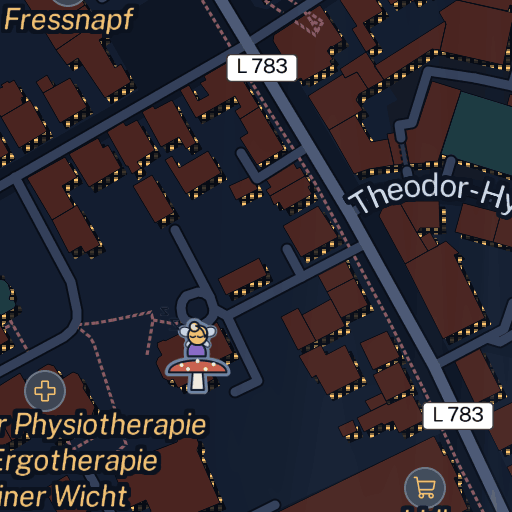 Fressnapf
L 783
Theodor-Hy
L 783
r Physiotherapie
Ergotherapie
iner Wicht